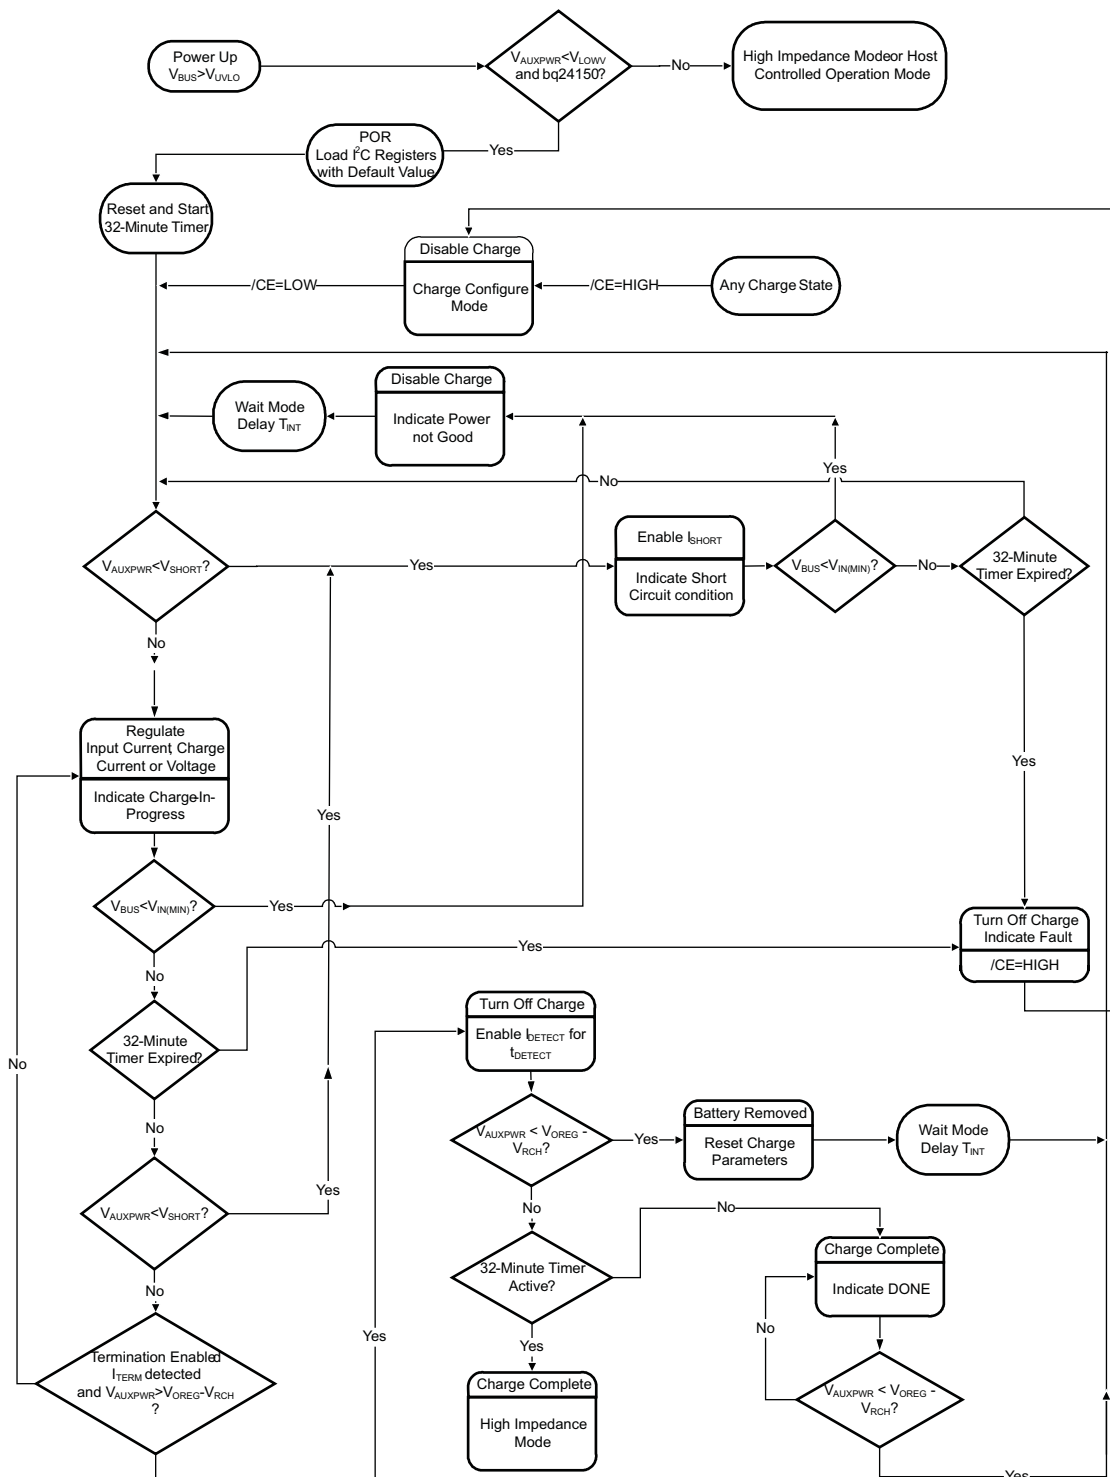 Power Up
VBUS>VUVLO
VAUXPWR<VLOWV
and bq24150?
No
High Impedance Modeor Host
Controlled Operation Mode
Yes
POR
Load I2C Registers
with Default Value
Reset and Start
32-Minute Timer
Disable Charge
Charge Configure
Mode
/CE=LOW
/CE=HIGH
Any Charge State
Disable Charge
Indicate Power
not Good
Wait Mode
Delay TINT
Yes
No
VAUXPWR<VSHORT?
Yes
Enable ISHORT
Indicate Short
Circuit condition
VBUS<VIN(MIN)?
No
32-Minute
Timer Expired?
No
Regulate
Input Current, Charge
Current or Voltage
Indicate Charge-In-
Progress
Yes
Yes
VBUS<VIN(MIN)?
Yes
Turn Off Charge
Indicate Fault
/CE=HIGH
Yes
No
32-Minute
Timer Expired?
No
Turn Off Charge
Enable IDETECT for
tDETECT
No
VAUXPWR < VOREG -
VRCH?
Yes
Battery Removed
Reset Charge
Parameters
Wait Mode
Delay TINT
VAUXPWR<VSHORT?
Yes
No
No
32-Minute Timer
Active?
Charge Complete
Indicate DONE
No
Yes
Yes
No
Termination Enabled
ITERM detected
and VAUXPWR>VOREG-VRCH
?
Charge Complete
High Impedance
Mode
VAUXPWR < VOREG -
VRCH?
Yes